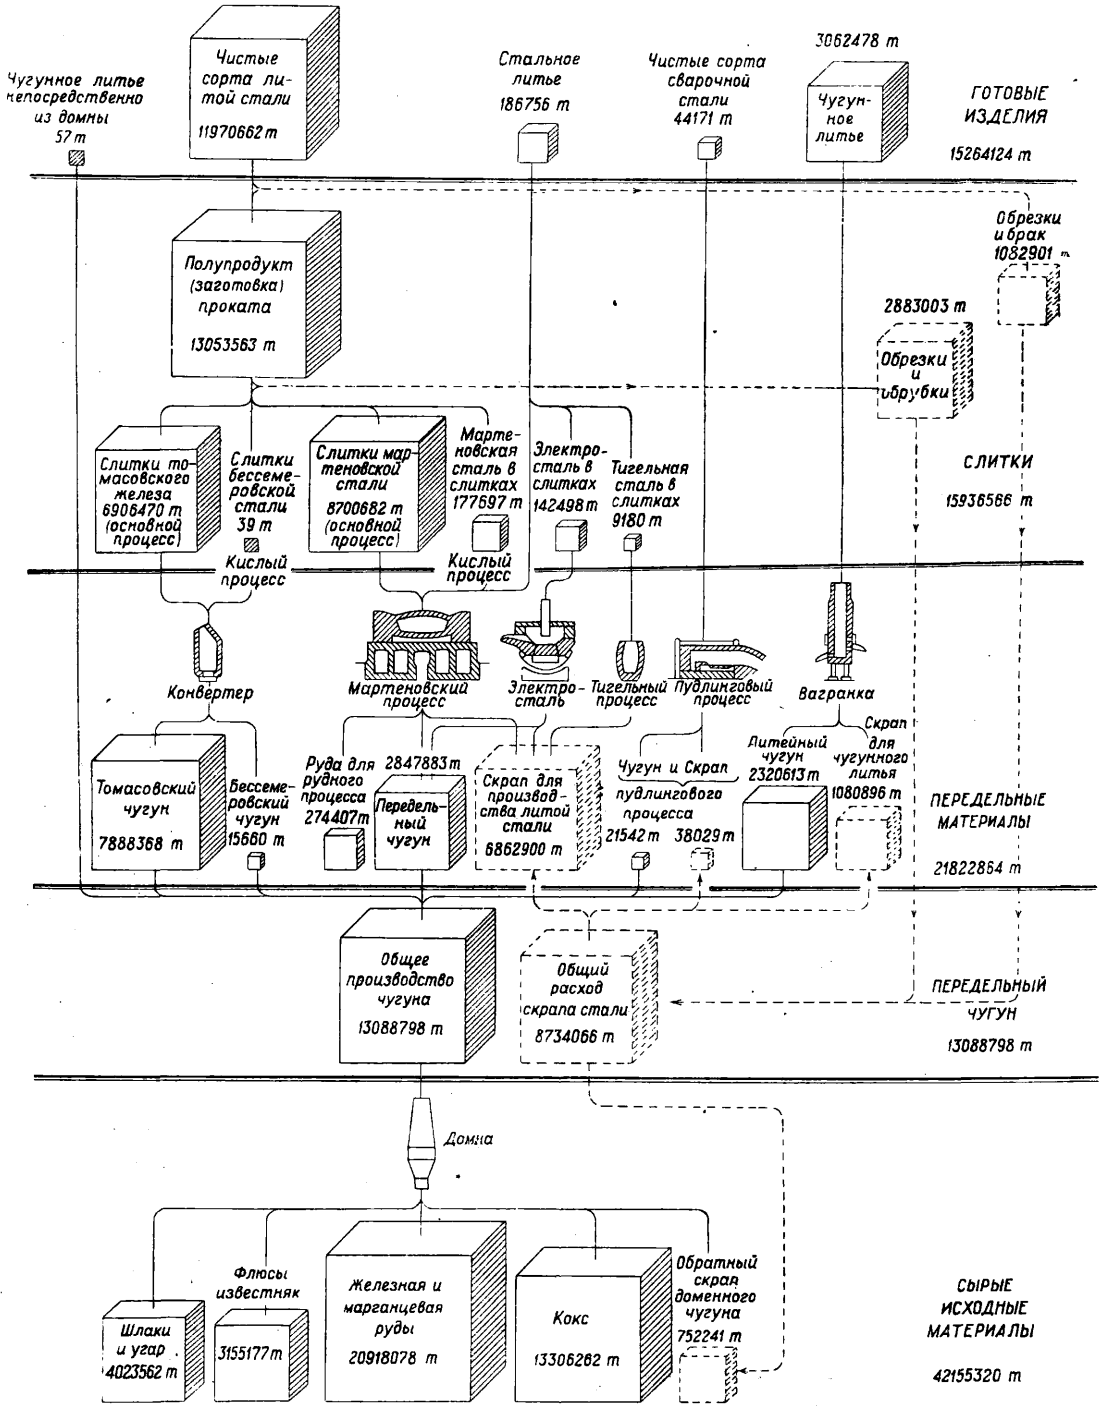 Чугунное литье
непосредственно
из домны
57 т
Чистые
сорта ли-
той стали
11970662 т
Стальное
литье
186756 т
Чистые сорта
сварочной
стали
44171 т
3062478 т
Чугун-
ное
литье
ГОТОВЫЕ
ИЗДЕЛИЯ
15264124 т
Полупродукт
(заготовка)
проката
13053563 т
Обрезки
и брак
1082901 т
2883003 т
Обрезки
и
обрубки
Слитки то-
масовского
железа
6906470 т
(основной
процесс)
Слитки
бессеме-
ровской
стали
39 т
Кислый
процесс
Слитки мар-
теновской
стали
8700682 т
(основной
процесс)
Марте-
новская
сталь в
слитках
177697 т
Кислый
процесс
Электро-
сталь в
слитках
142498 т
Тигельная
сталь в
слитках
9180 т
СЛИТКИ
15936566 т
Конвертер
Мартеновский
процесс
Электро-
сталь
Тигельный
процесс
Пудлинговый
процесс
Вагранка
Томасовский
чугун
7888368 т
Бессеме-
ровский
чугун
15660 т
Руда для
рудного
процесса
274407 т
2847883 т
Передель-
ный
чугун
Скрап для
производ-
ства литой
стали
6862900 т
Чугун и Скрап
пудлингового
процесса
21542 т
38029 т
Литейный
чугун
2320613 т
Скрап
для
чугунного
литья
1080896 т
ПЕРЕДЕЛЬНЫЕ
МАТЕРИАЛЫ
21822864 т
Общее
производство
чугуна
13088798 т
Общий
расход
скрапа стали
8734066 т
ПЕРЕДЕЛЬНЫЙ
ЧУГУН
13088798 т
Домна
Шлаки
и угар
4023562 т
Флюсы
известняк
3155177 т
Железная и
марганцевая
руды
20918078 т
Кокс
13306262 т
Обратный
скрап
доменного
чугуна
752241 т
СЫРЫЕ
ИСХОДНЫЕ
МАТЕРИАЛЫ
42155320 т